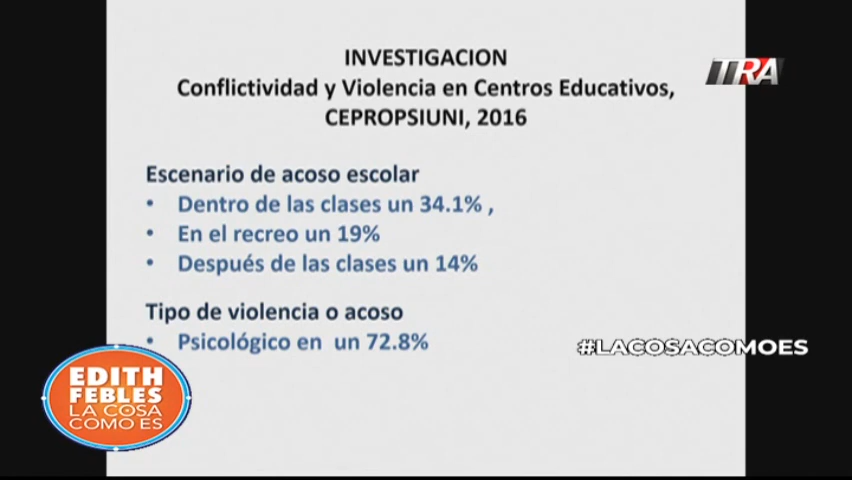 INVESTIGACION
Conflictividad y Violencia en Centros Educativos,
CEPROPSIUNI, 2016
Escenario de acoso escolar
• Dentro de las clases un 34.1% ,
• En el recreo un 19%
• Después de las clases un 14%
Tipo de violencia o acoso
• Psicológico en un 72.8%
#LACOSACOMOES
EDITH
FEBLES
LA COSA
COMO ES